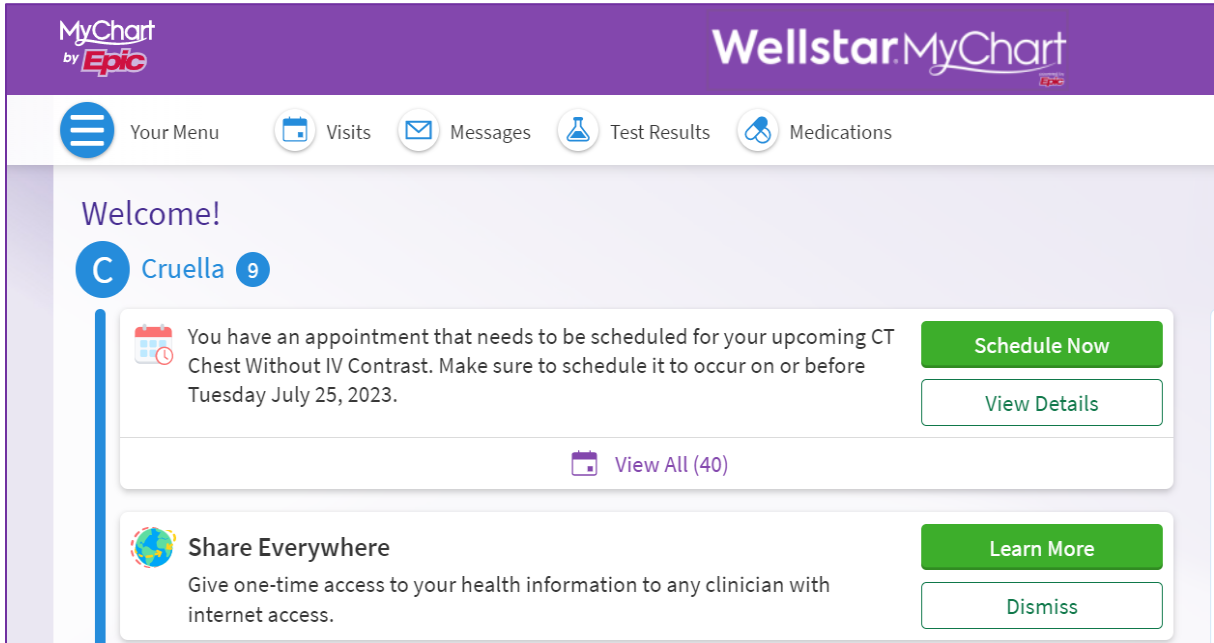 MyChart
by Epic
Wellstar MyChart
Epic
Your Menu
Visits
Messages
Test Results
Medications
Welcome!
C
Cruella
9
You have an appointment that needs to be scheduled for your upcoming CT
Chest Without IV Contrast. Make sure to schedule it to occur on or before
Tuesday July 25, 2023.
Schedule Now
View Details
View All (40)
Share Everywhere
Give one-time access to your health information to any clinician with
internet access.
Learn More
Dismiss